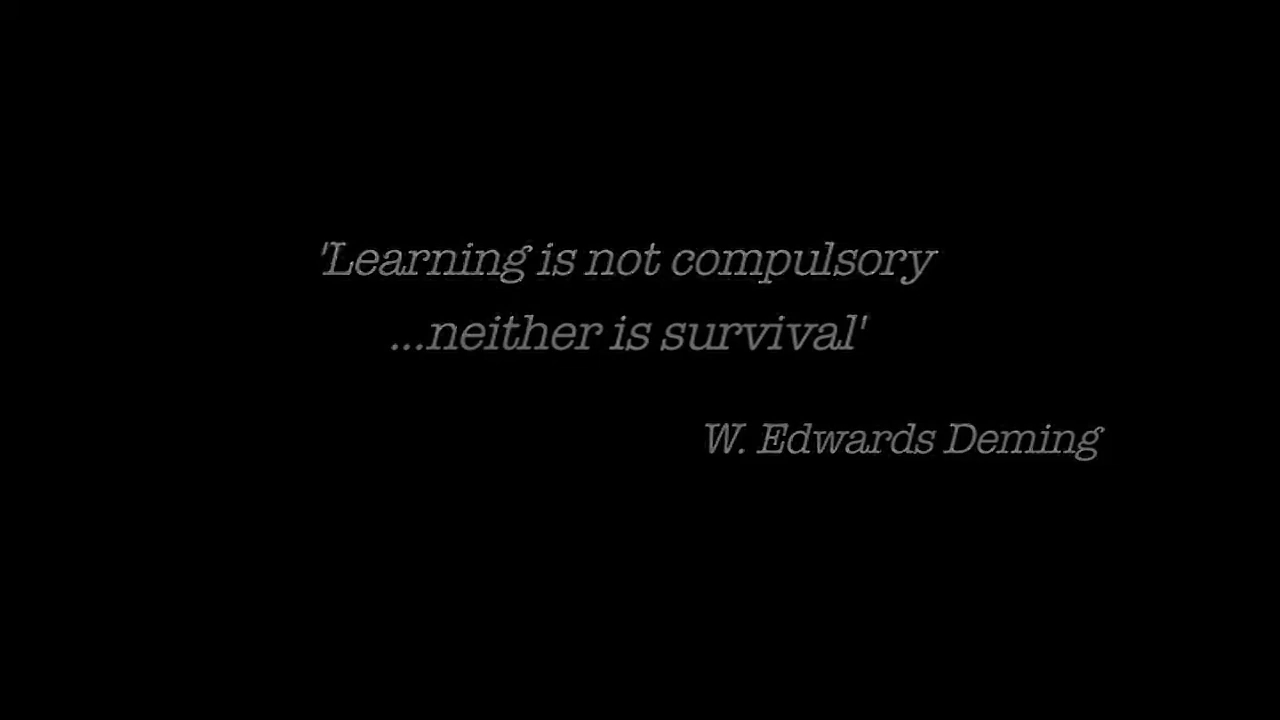 'Learning is not compulsory
...neither is survival'
W. Edwards Deming